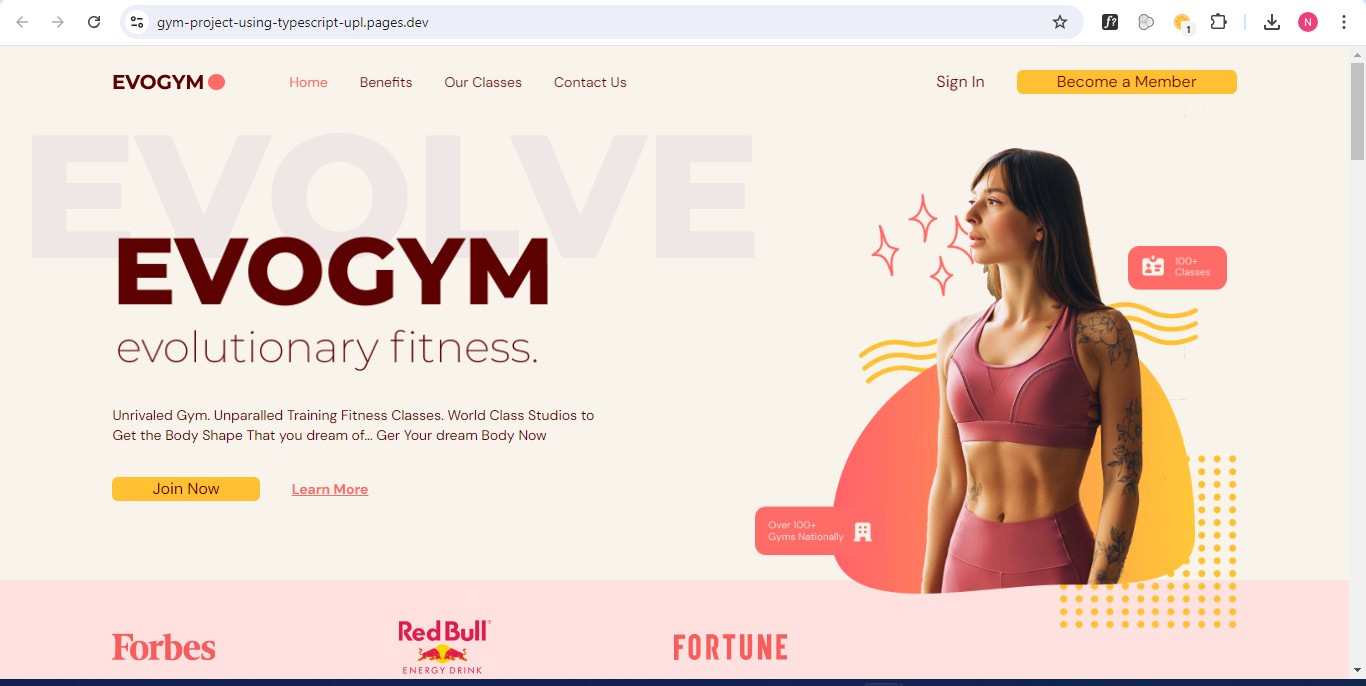 gym-project-using-typescript-upl.pages.dev
f?
1
N
EVOGYM
Home
Benefits
Our Classes
Contact Us
Sign In
Become a Member
EVOLVE
EVOGYM
evolutionary fitness.
100+
Classes
Unrivaled Gym. Unparalled Training Fitness Classes. World Class Studios to
Get the Body Shape That you dream of... Ger Your dream Body Now
Join Now
Learn More
Over 100+
Gyms Nationally
Forbes
Red Bull
ENERGY DRINK
FORTUNE